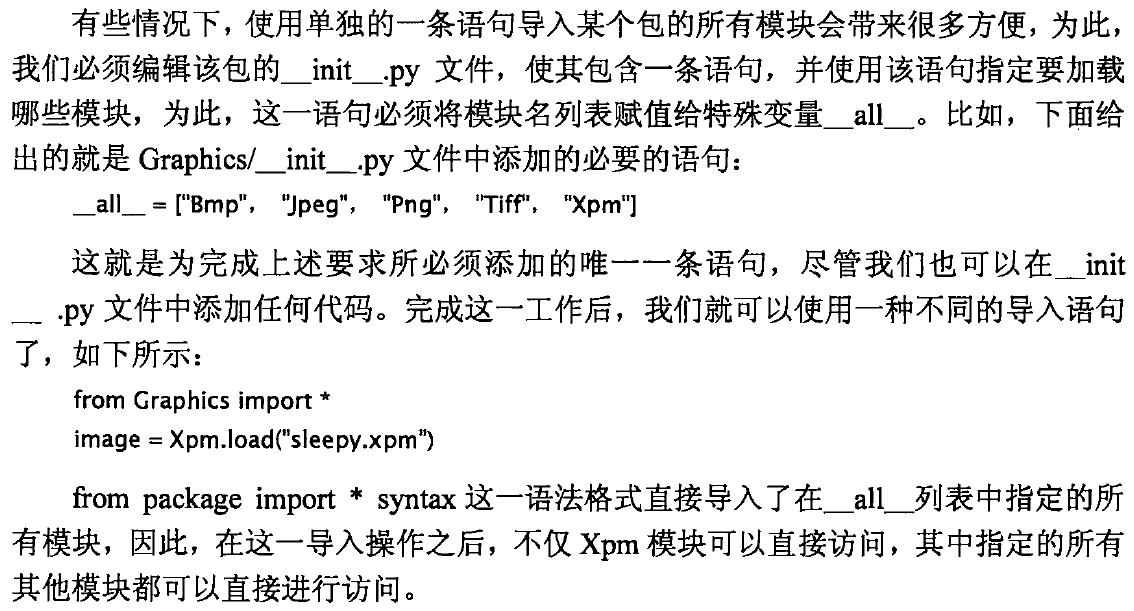 有些情况下，使用单独的一条语句导入某个包的所有模块会带来很多方便，为此，
我们必须编辑该包的__init__.py 文件，使其包含一条语句，并使用该语句指定要加载
哪些模块，为此，这一语句必须将模块名列表赋值给特殊变量__all__。比如，下面给
出的就是 Graphics/__init__.py 文件中添加的必要的语句：
__all__ = ["Bmp", "Jpeg", "Png", "Tiff", "Xpm"]
这就是为完成上述要求所必须添加的唯一一条语句，尽管我们也可以在__init
__ .py 文件中添加任何代码。完成这一工作后，我们就可以使用一种不同的导入语句
了，如下所示：
from Graphics import *
image = Xpm.load("sleepy.xpm")
from package import * syntax 这一语法格式直接导入了在__all__列表中指定的所
有模块，因此，在这一导入操作之后，不仅 Xpm 模块可以直接访问，其中指定的所有
其他模块都可以直接进行访问。